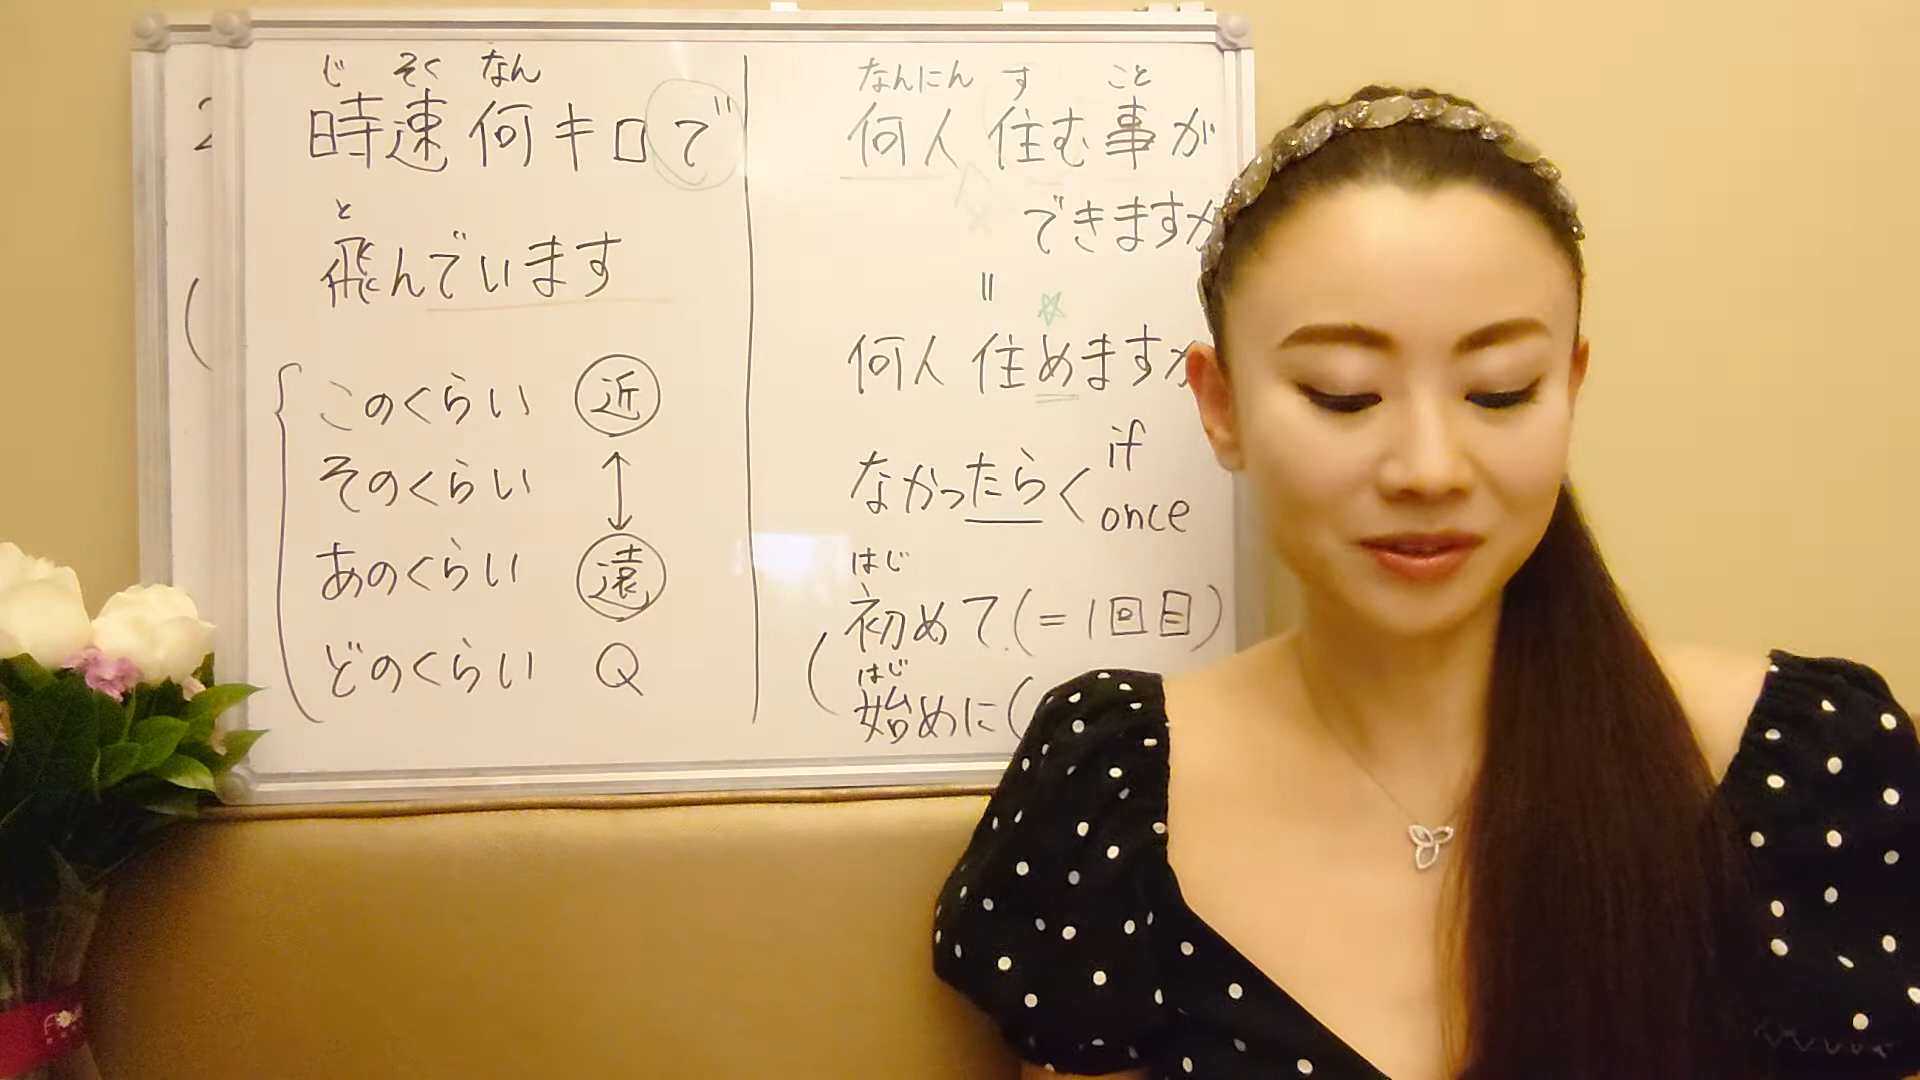 じ そく なん
時速何キロで
と
飛んでいます
このくらい 近
そのくらい
あのくらい 遠
どのくらい Q
なんにん す こと
何人住む事が
できますか
=
何人住めますか
なかったら< if
once
はじ
初めて(=1回目)
はじ
始めに(
2
(